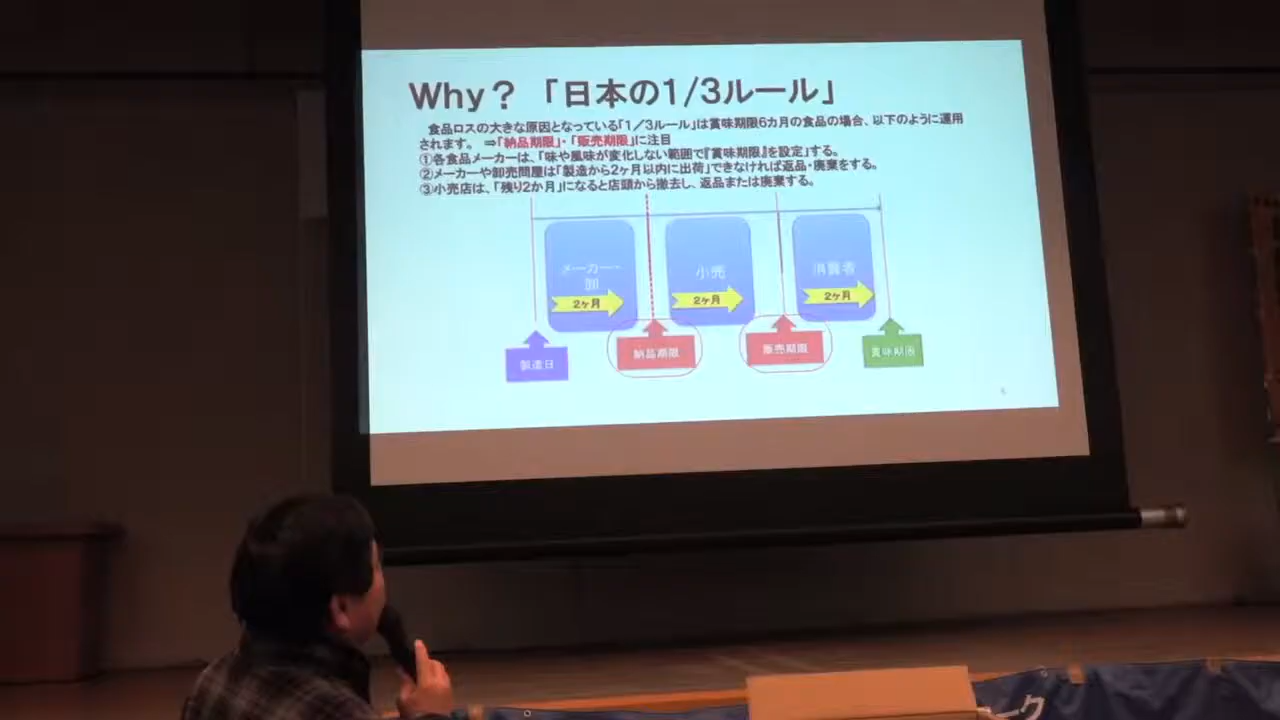 Why？ 「日本の1/3ルール」
食品ロスの大きな原因となっている「1／3ルール」は賞味期限6カ月の食品の場合、以下のように運用
されます。 ⇒「納品期限」・「販売期限」に注目
①各食品メーカーは、「味や風味が変化しない範囲で『賞味期限』を設定」する。
②メーカーや卸売問屋は「製造から2ヶ月以内に出荷」できなければ返品・廃棄をする。
③小売店は、「残り2か月」になると店頭から撤去し、返品または廃棄する。
メーカー・
卸
小売
消費者
2ヶ月
2ヶ月
2ヶ月
製造日
納品期限
販売期限
賞味期限
ーク